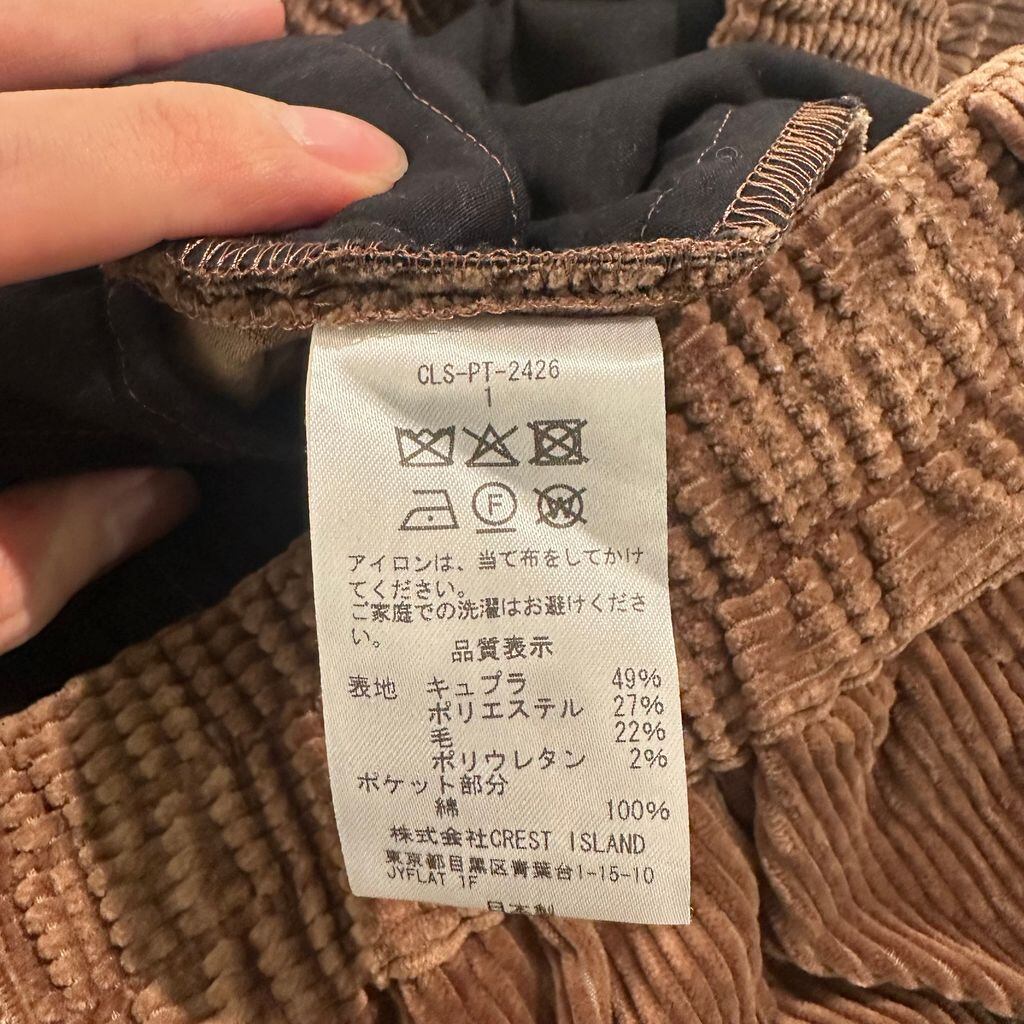 CLS-PT-2426
1
F
W
アイロンは、当て布をしてかけ
てください。
ご家庭での洗濯はお避けくださ
い。
品質表示
表地 キュプラ 49%
ポリエステル 27%
毛 22%
ポリウレタン 2%
ポケット部分
綿 100%
株式会社CREST ISLAND
東京都目黒区青葉台1-15-10
JYFLAT 1F
日本製